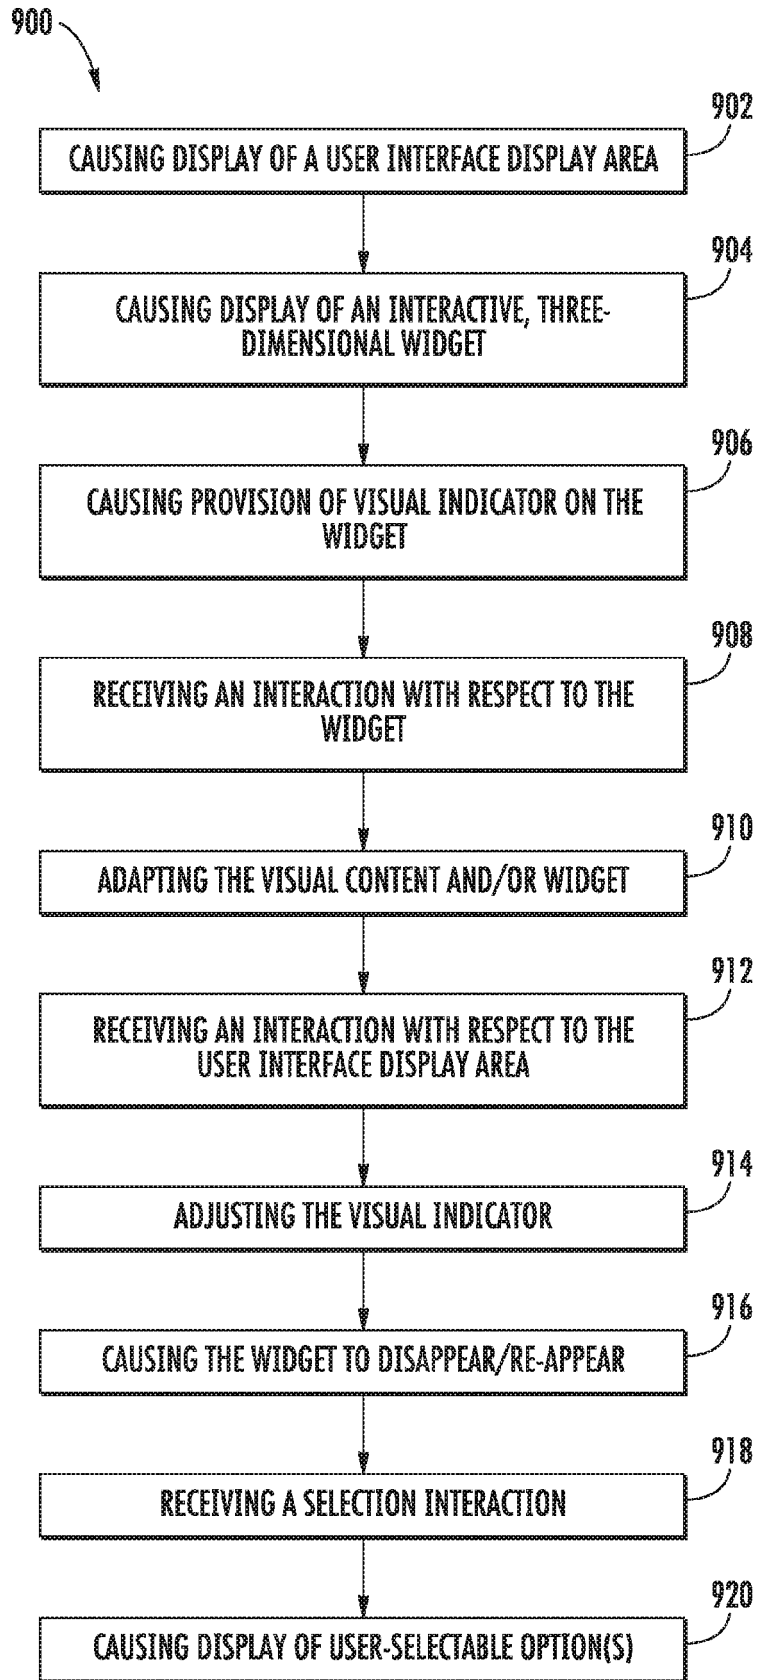 900
902
CAUSING DISPLAY OF A USER INTERFACE DISPLAY AREA
904
CAUSING DISPLAY OF AN INTERACTIVE, THREE-
DIMENSIONAL WIDGET
906
CAUSING PROVISION OF VISUAL INDICATOR ON THE
WIDGET
908
RECEIVING AN INTERACTION WITH RESPECT TO THE
WIDGET
910
ADAPTING THE VISUAL CONTENT AND/OR WIDGET
912
RECEIVING AN INTERACTION WITH RESPECT TO THE
USER INTERFACE DISPLAY AREA
914
ADJUSTING THE VISUAL INDICATOR
916
CAUSING THE WIDGET TO DISAPPEAR/RE-APPEAR
918
RECEIVING A SELECTION INTERACTION
920
CAUSING DISPLAY OF USER-SELECTABLE OPTION(S)